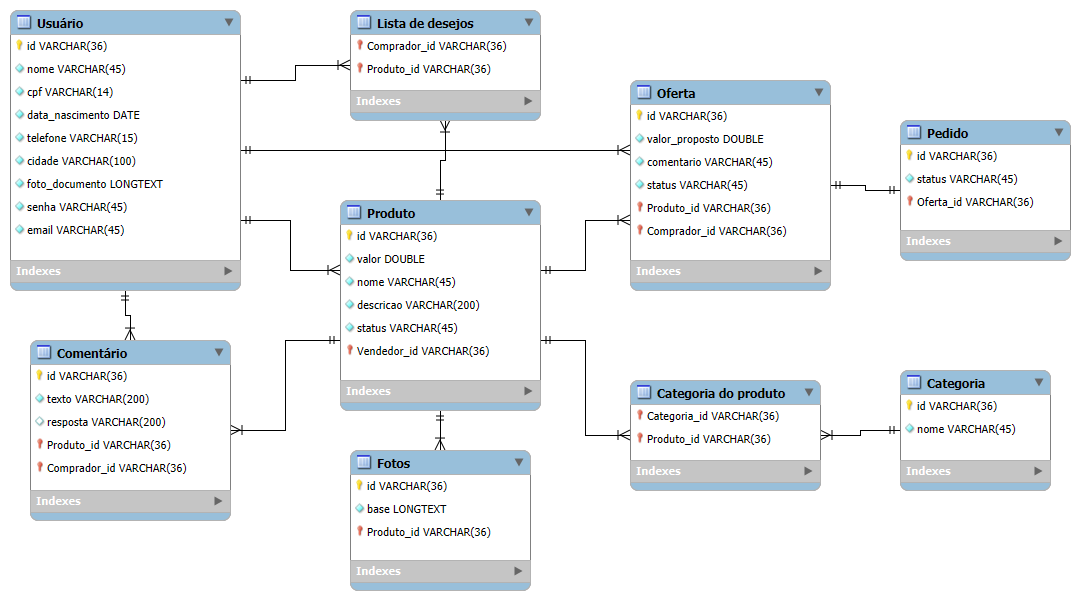 Usuário
id VARCHAR(36)
nome VARCHAR(45)
cpf VARCHAR(14)
data_nascimento DATE
telefone VARCHAR(15)
cidade VARCHAR(100)
foto_documento LONGTEXT
senha VARCHAR(45)
email VARCHAR(45)
Indexes
Lista de desejos
Comprador_id VARCHAR(36)
Produto_id VARCHAR(36)
Indexes
Oferta
id VARCHAR(36)
valor_proposto DOUBLE
comentario VARCHAR(45)
status VARCHAR(45)
Produto_id VARCHAR(36)
Comprador_id VARCHAR(36)
Indexes
Pedido
id VARCHAR(36)
status VARCHAR(45)
Oferta_id VARCHAR(36)
Indexes
Produto
id VARCHAR(36)
valor DOUBLE
nome VARCHAR(45)
descricao VARCHAR(200)
status VARCHAR(45)
Vendedor_id VARCHAR(36)
Indexes
Comentário
id VARCHAR(36)
texto VARCHAR(200)
resposta VARCHAR(200)
Produto_id VARCHAR(36)
Comprador_id VARCHAR(36)
Indexes
Fotos
id VARCHAR(36)
base LONGTEXT
Produto_id VARCHAR(36)
Indexes
Categoria do produto
Categoria_id VARCHAR(36)
Produto_id VARCHAR(36)
Indexes
Categoria
id VARCHAR(36)
nome VARCHAR(45)
Indexes